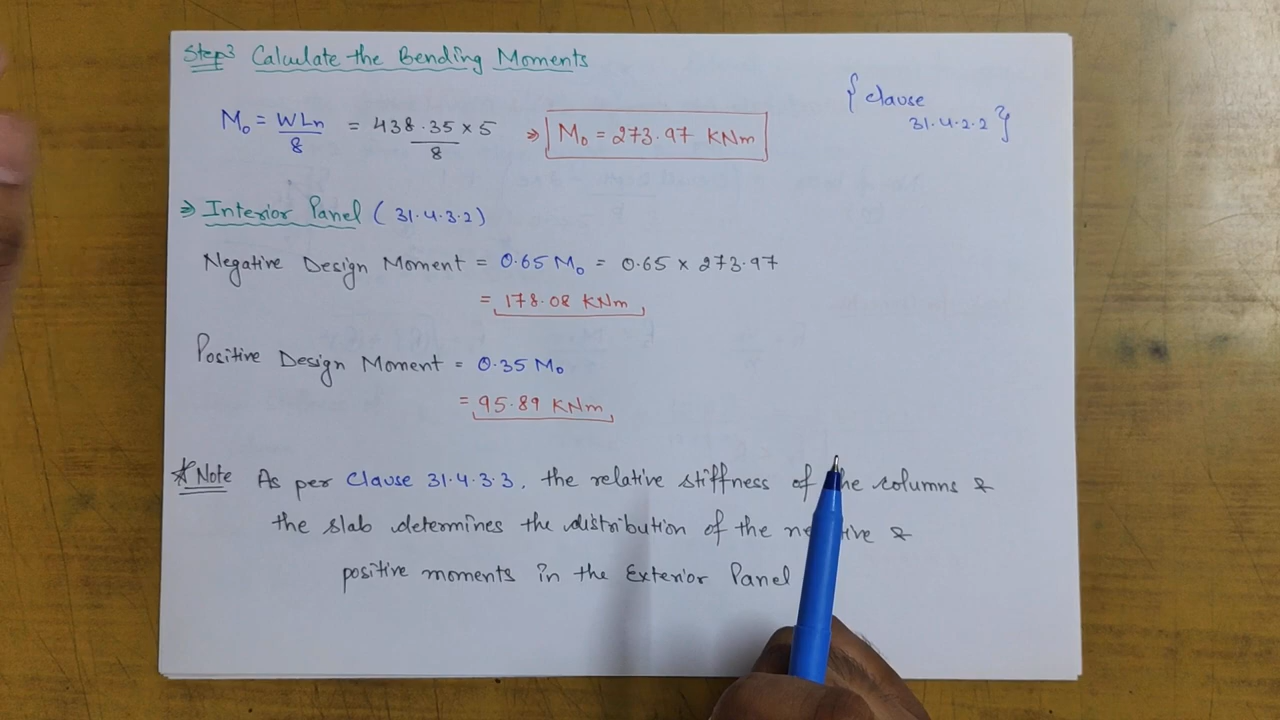 Step3 Calculate the Bending Moments
{ clause
31.4.2.2 }
M₀ = WLn/8 = 438.35 × 5/8 ⇒ M₀ = 273.97 KNm
⇒ Interior Panel (31.4.3.2)
Negative Design Moment = 0.65 M₀ = 0.65 × 273.97
= 178.08 KNm
Positive Design Moment = 0.35 M₀
= 95.89 KNm
*Note As per Clause 31.4.3.3, the relative stiffness of the columns &
the slab determines the distribution of the &
positive moments in the Exterior Panel